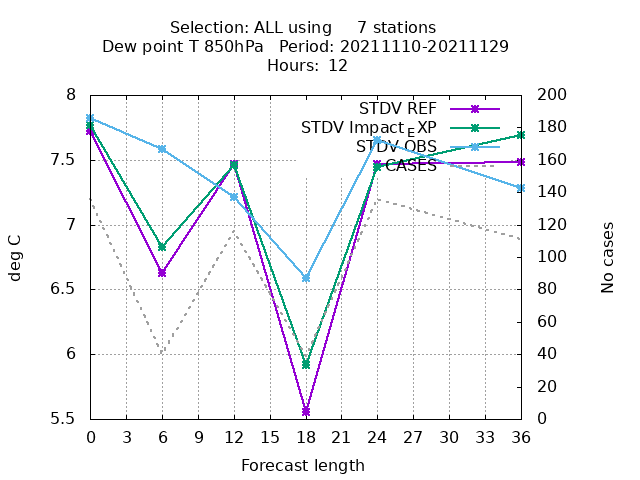 Selection: ALL using     7 stations
Dew point T 850hPa   Period: 20211110-20211129
Hours:  12
8
7.5
7
6.5
6
5.5
deg C
200
180
160
140
120
100
80
60
40
20
0
No cases
STDV REF
STDV Impact_EXP
STDV OBS
CASES
0 3 6 9 12 15 18 21 24 27 30 33 36
Forecast length